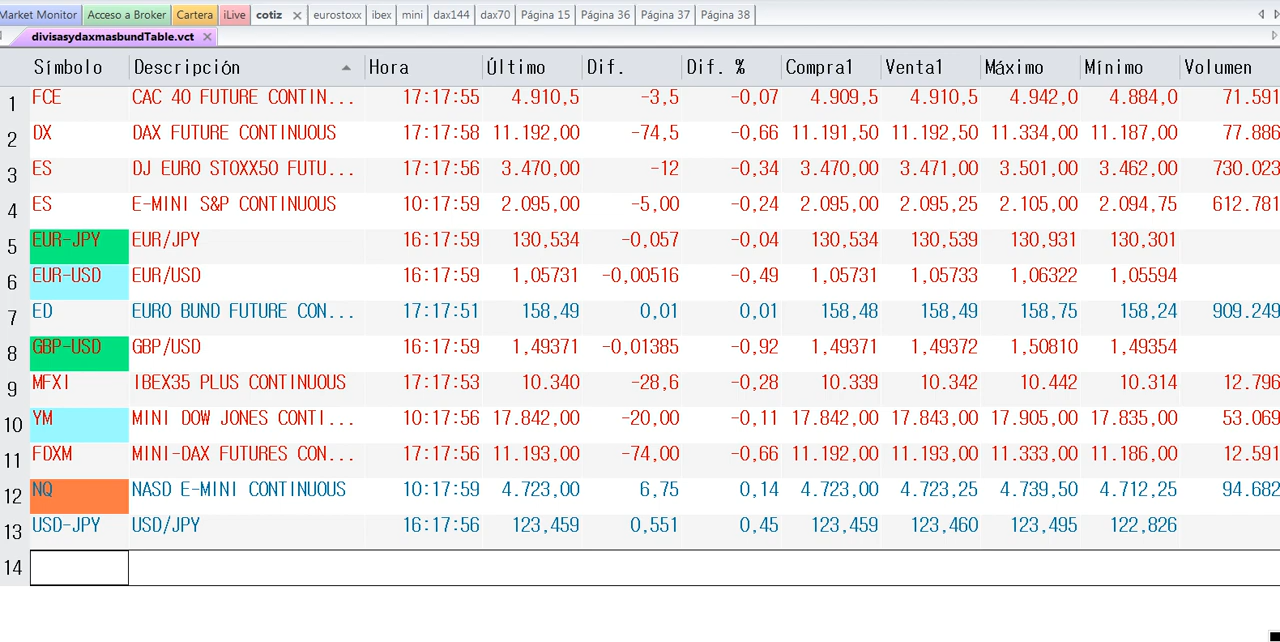 Market Monitor Acceso a Broker Cartera iLive cotiz eurostoxx ibex mini dax144 dax70 Página 15 Página 36 Página 37 Página 38
divisasydaxmasbundTable.vct
Símbolo Descripción Hora Último Dif. Dif. % Compra1 Venta1 Máximo Mínimo Volumen
1 FCE CAC 40 FUTURE CONTIN... 17:17:55 4.910,5 -3,5 -0,07 4.909,5 4.910,5 4.942,0 4.884,0 71.591
2 DX DAX FUTURE CONTINUOUS 17:17:58 11.192,00 -74,5 -0,66 11.191,50 11.192,50 11.334,00 11.187,00 77.886
3 ES DJ EURO STOXX50 FUTU... 17:17:56 3.470,00 -12 -0,34 3.470,00 3.471,00 3.501,00 3.462,00 730.023
4 ES E-MINI S&P CONTINUOUS 10:17:59 2.095,00 -5,00 -0,24 2.095,00 2.095,25 2.105,00 2.094,75 612.781
5 EUR-JPY EUR/JPY 16:17:59 130,534 -0,057 -0,04 130,534 130,539 130,931 130,301
6 EUR-USD EUR/USD 16:17:59 1,05731 -0,00516 -0,49 1,05731 1,05733 1,06322 1,05594
7 ED EURO BUND FUTURE CON... 17:17:51 158,49 0,01 0,01 158,48 158,49 158,75 158,24 909.249
8 GBP-USD GBP/USD 16:17:59 1,49371 -0,01385 -0,92 1,49371 1,49372 1,50810 1,49354
9 MFXI IBEX35 PLUS CONTINUOUS 17:17:53 10.340 -28,6 -0,28 10.339 10.342 10.442 10.314 12.796
10 YM MINI DOW JONES CONTI... 10:17:56 17.842,00 -20,00 -0,11 17.842,00 17.843,00 17.905,00 17.835,00 53.069
11 FDXM MINI-DAX FUTURES CON... 17:17:56 11.193,00 -74,00 -0,66 11.192,00 11.193,00 11.333,00 11.186,00 12.591
12 NQ NASD E-MINI CONTINUOUS 10:17:59 4.723,00 6,75 0,14 4.723,00 4.723,25 4.739,50 4.712,25 94.682
13 USD-JPY USD/JPY 16:17:56 123,459 0,551 0,45 123,459 123,460 123,495 122,826
14